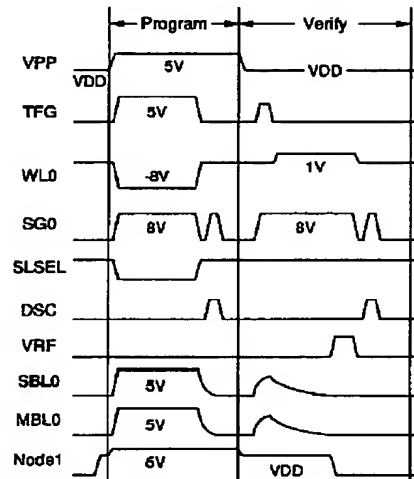 Program Verify
VPP 5V VDD
VDD
TFG 5V
WL0 -8V 1V
SG0 8V 8V
SLSEL
DSC
VRF
SBL0 5V
MBL0 5V
Node1 5V VDD